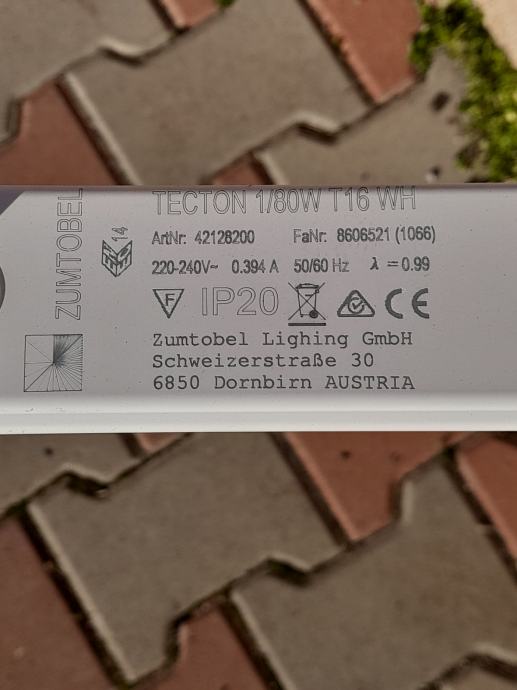 ZUMTOBEL
TECTON 1/80W T16 WH
14
ArtNr: 42128200 FaNr: 8606521 (1066)
220-240V~ 0.394 A 50/60 Hz λ =0.99
F IP20 CE
Zumtobel Lighing GmbH
Schweizerstraße 30
6850 Dornbirn AUSTRIA